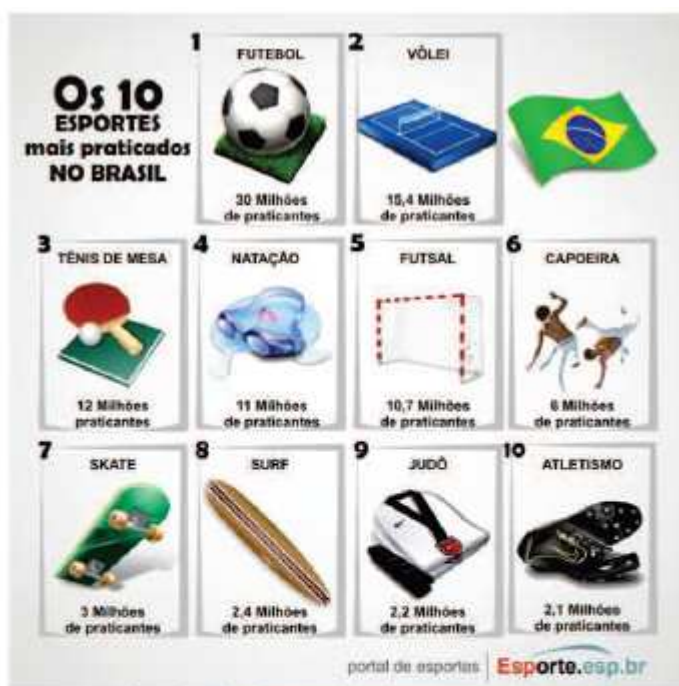 Os 10
ESPORTES
mais praticados
NO BRASIL
1
FUTEBOL
30 Milhões
de praticantes
2
VÔLEI
15,4 Milhões
de praticantes
3
TÊNIS DE MESA
12 Milhões
praticantes
4
NATAÇÃO
11 Milhões
de praticantes
5
FUTSAL
10,7 Milhões
de praticantes
6
CAPOEIRA
6 Milhões
de praticantes
7
SKATE
3 Milhões
de praticantes
8
SURF
2,4 Milhões
de praticantes
9
JUDÔ
2,2 Milhões
de praticantes
10
ATLETISMO
2,1 Milhões
de praticantes
portal de esportes | Esporte.esp.br